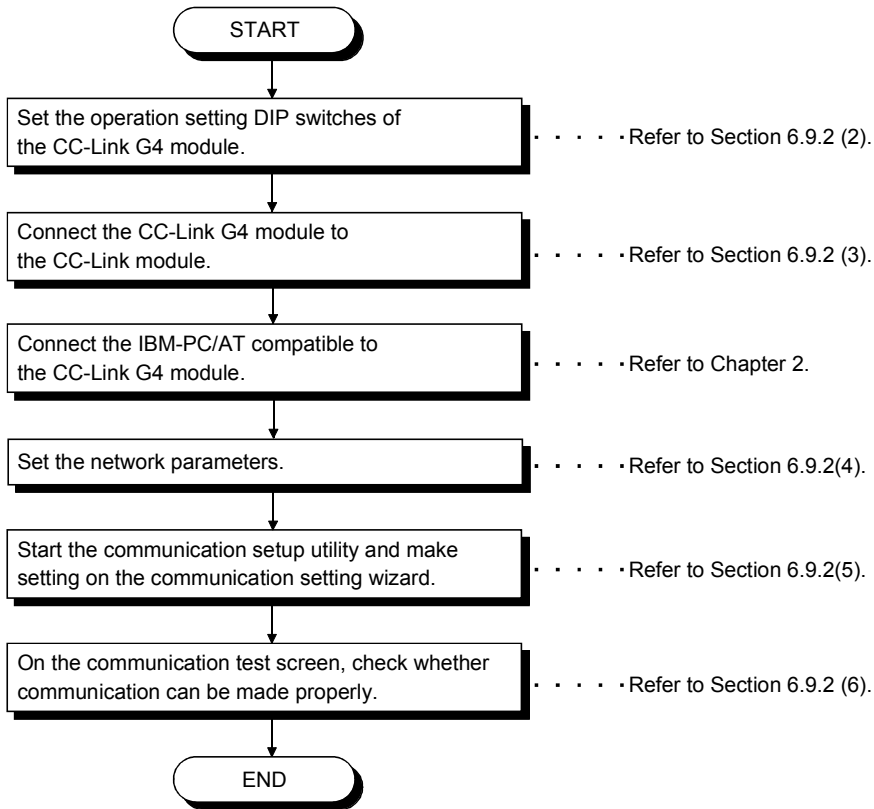 START
Set the operation setting DIP switches of
the CC-Link G4 module.
· · · · · Refer to Section 6.9.2 (2).
Connect the CC-Link G4 module to
the CC-Link module.
· · · · · Refer to Section 6.9.2 (3).
Connect the IBM-PC/AT compatible to
the CC-Link G4 module.
· · · · · Refer to Chapter 2.
Set the network parameters.
· · · · · Refer to Section 6.9.2(4).
Start the communication setup utility and make
setting on the communication setting wizard.
· · · · · Refer to Section 6.9.2(5).
On the communication test screen, check whether
communication can be made properly.
· · · · · Refer to Section 6.9.2 (6).
END